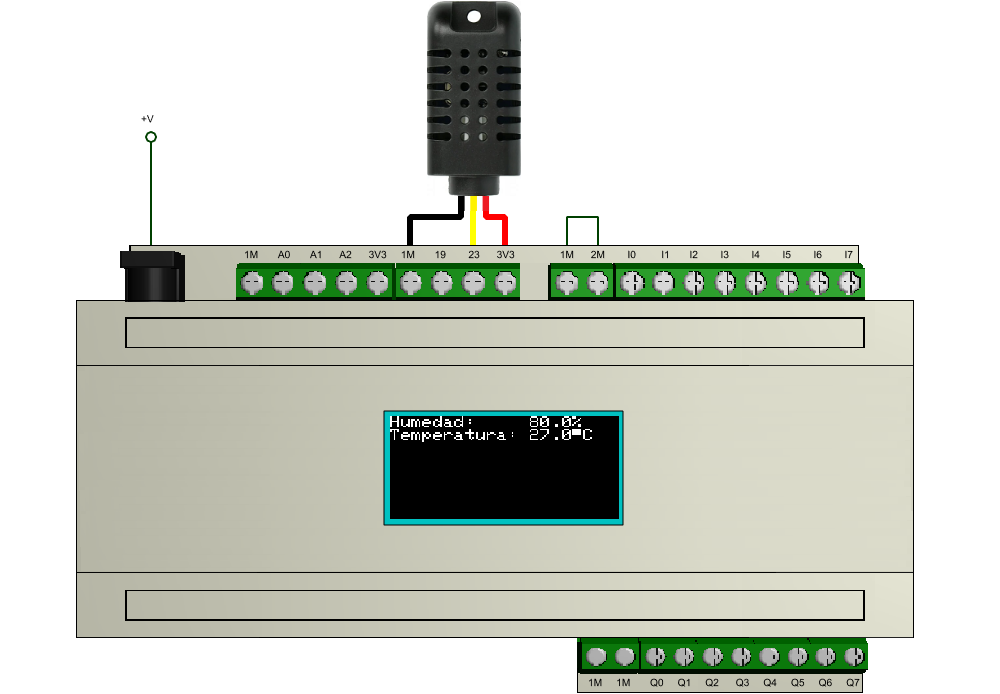 +V
1M A0 A1 A2 3V3 1M 19 23 3V3 1M 2M I0 I1 I2 I3 I4 I5 I6 I7
Humedad: 80.0%
Temperatura: 27.0°C
1M 1M Q0 Q1 Q2 Q3 Q4 Q5 Q6 Q7